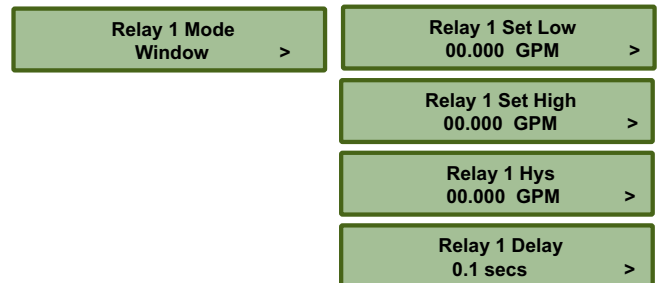 Relay 1 Mode
Window >
Relay 1 Set Low
00.000 GPM >
Relay 1 Set High
00.000 GPM >
Relay 1 Hys
00.000 GPM >
Relay 1 Delay
0.1 secs >